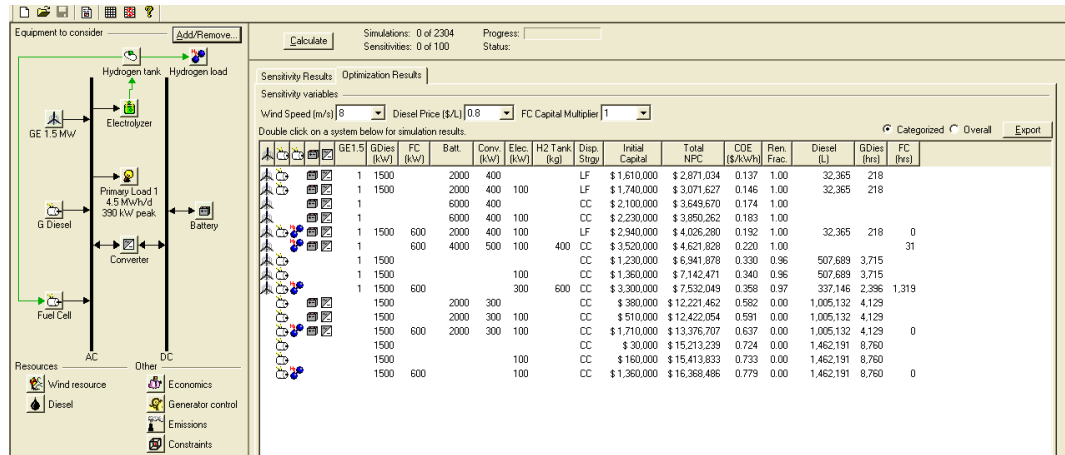 Equipment to consider
Add/Remove...
Hydrogen tank Hydrogen load
Electrolyzer
GE 1.5 MW
Primary Load 1
4.5 MWh/d
390 kW peak
G Diesel
Battery
Converter
Fuel Cell
AC DC
Resources Other
Wind resource Economics
Diesel Generator control
Emissions
Constraints
Calculate
Simulations: 0 of 2304 Progress:
Sensitivities: 0 of 100 Status:
Sensitivity Results Optimization Results
Sensitivity variables
Wind Speed (m/s) 8 Diesel Price ($/L) 0.8 FC Capital Multiplier 1
Double click on a system below for simulation results.
Categorized Overall Export
GE1.5 GDies (kW) FC (kW) Batt. Conv. (kW) Elec. (kW) H2 Tank (kg) Disp. Strgy Initial Capital Total NPC COE ($/kWh) Ren. Frac. Diesel (L) GDies (hrs) FC (hrs)
1 1500 2000 400 LF $ 1,610,000 $ 2,871,034 0.137 1.00 32,365 218
1 1500 2000 400 100 LF $ 1,740,000 $ 3,071,627 0.146 1.00 32,365 218
1 6000 400 CC $ 2,100,000 $ 3,649,670 0.174 1.00
1 6000 400 100 CC $ 2,230,000 $ 3,850,262 0.183 1.00
1 1500 600 2000 400 100 LF $ 2,940,000 $ 4,026,280 0.192 1.00 32,365 218 0
1 600 4000 500 100 400 CC $ 3,520,000 $ 4,621,828 0.220 1.00 31
1 1500 CC $ 1,230,000 $ 6,941,878 0.330 0.96 507,689 3,715
1 1500 100 CC $ 1,360,000 $ 7,142,471 0.340 0.96 507,689 3,715
1 1500 600 300 600 CC $ 3,300,000 $ 7,532,049 0.358 0.97 337,146 2,396 1,319
1500 2000 300 CC $ 380,000 $ 12,221,462 0.582 0.00 1,005,132 4,129
1500 2000 300 100 CC $ 510,000 $ 12,422,054 0.591 0.00 1,005,132 4,129
1500 600 2000 300 100 CC $ 1,710,000 $ 13,376,707 0.637 0.00 1,005,132 4,129 0
1500 CC $ 30,000 $ 15,213,239 0.724 0.00 1,462,191 8,760
1500 100 CC $ 160,000 $ 15,413,833 0.733 0.00 1,462,191 8,760
1500 600 100 CC $ 1,360,000 $ 16,368,486 0.779 0.00 1,462,191 8,760 0